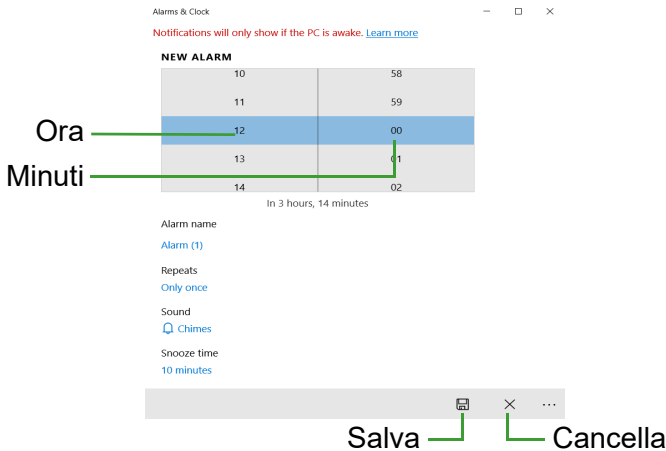 Alarms & Clock
Notifications will only show if the PC is awake. Learn more
NEW ALARM
10 58
11 59
Ora 12 00
13 01
Minuti
14 02
In 3 hours, 14 minutes
Alarm name
Alarm (1)
Repeats
Only once
Sound
Chimes
Snooze time
10 minutes
Salva Cancella